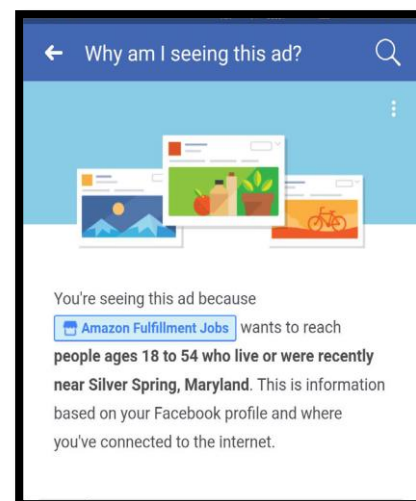 Why am I seeing this ad?
You're seeing this ad because
Amazon Fulfillment Jobs wants to reach
people ages 18 to 54 who live or were recently
near Silver Spring, Maryland. This is information
based on your Facebook profile and where
you've connected to the internet.